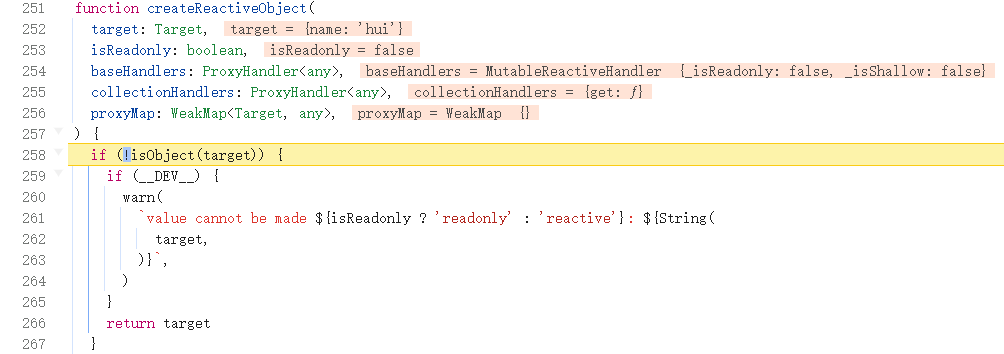 251 function createReactiveObject(
252   target: Target,  target = {name: 'hui'}
253   isReadonly: boolean,  isReadonly = false
254   baseHandlers: ProxyHandler<any>,  baseHandlers = MutableReactiveHandler {_isReadonly: false, _isShallow: false}
255   collectionHandlers: ProxyHandler<any>,  collectionHandlers = {get: ƒ}
256   proxyMap: WeakMap<Target, any>,  proxyMap = WeakMap {}
257 ) {
258   if (!isObject(target)) {
259     if (__DEV__) {
260       warn(
261         `value cannot be made ${isReadonly ? 'readonly' : 'reactive'}: ${String(
262           target,
263         )}`,
264       )
265     }
266     return target
267   }